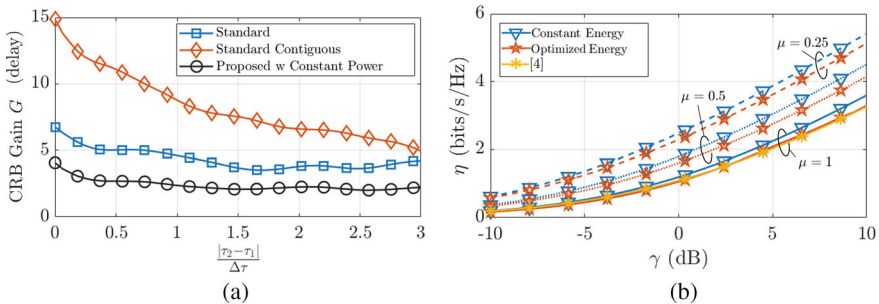 15
10
5
0
CRB Gain G (delay)
Standard
Standard Contiguous
Proposed w Constant Power
0 0.5 1 1.5 2 2.5 3
|τ₂−τ₁|
Δτ
(a)
6
4
2
0
η (bits/s/Hz)
Constant Energy
Optimized Energy
[4]
μ = 0.25
μ = 0.5
μ = 1
-10 -5 0 5 10
γ (dB)
(b)